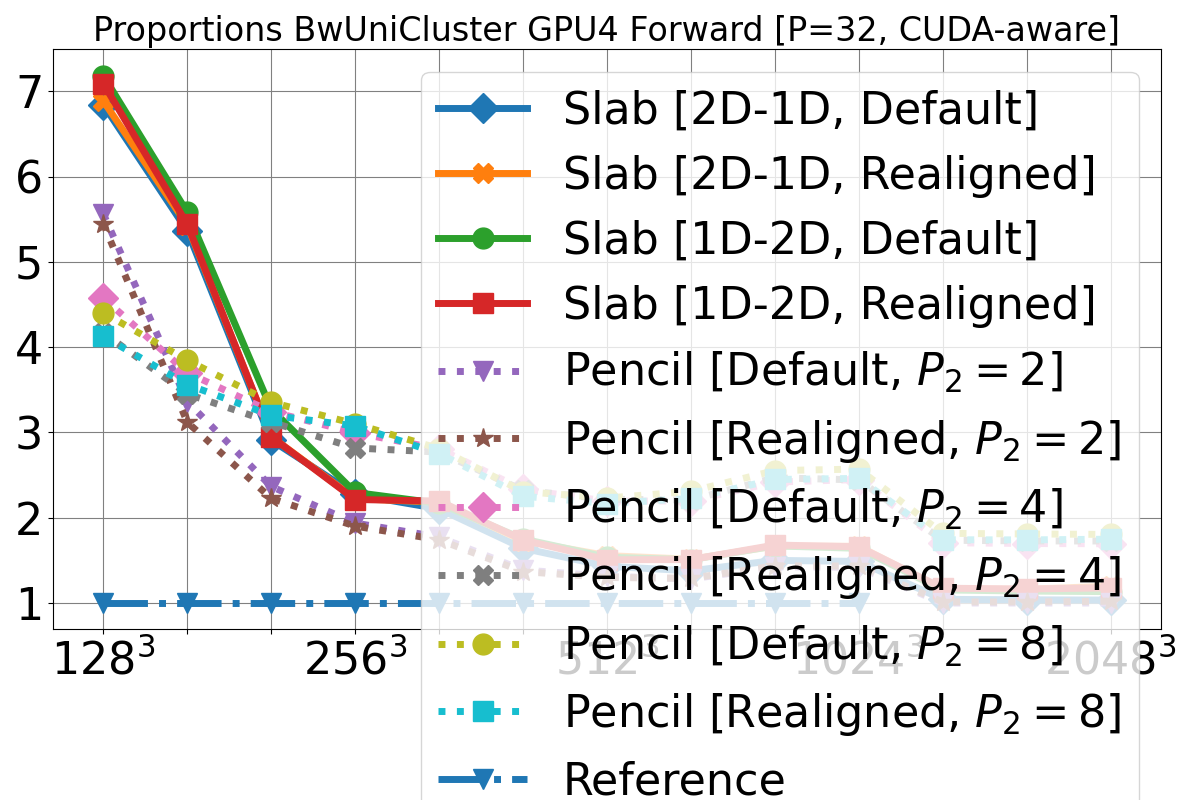 Proportions BwUniCluster GPU4 Forward [P=32, CUDA-aware]
7
6
5
4
3
2
1
128³ 256³ 512³ 1024³ 2048³
Slab [2D-1D, Default]
Slab [2D-1D, Realigned]
Slab [1D-2D, Default]
Slab [1D-2D, Realigned]
Pencil [Default, P₂ = 2]
Pencil [Realigned, P₂ = 2]
Pencil [Default, P₂ = 4]
Pencil [Realigned, P₂ = 4]
Pencil [Default, P₂ = 8]
Pencil [Realigned, P₂ = 8]
Reference